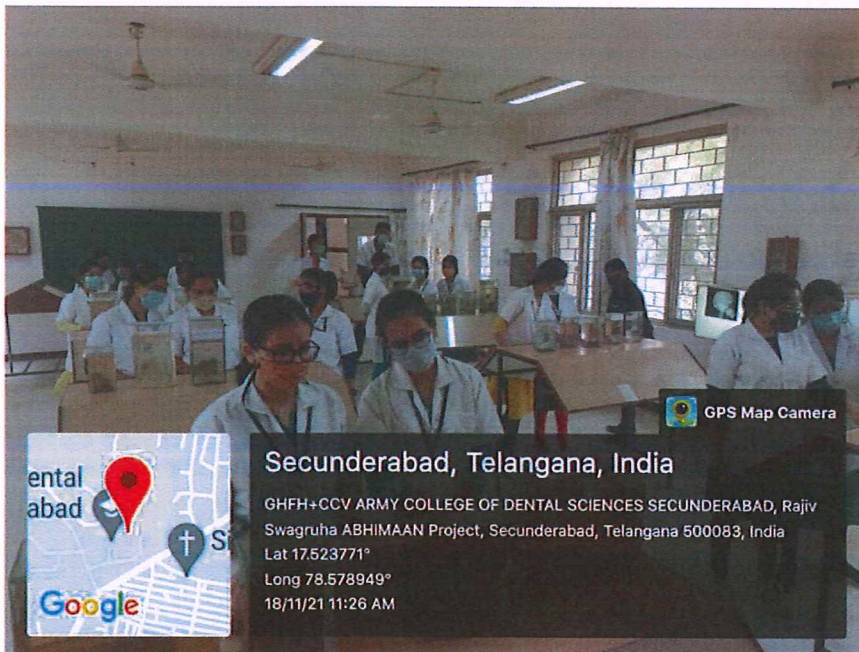 GPS Map Camera
ental
abad
Google
Secunderabad, Telangana, India
GHFH+CCV ARMY COLLEGE OF DENTAL SCIENCES SECUNDERABAD, Rajiv
Swagruha ABHIMAAN Project, Secunderabad, Telangana 500083, India
Lat 17.523771°
Long 78.578949°
18/11/21 11:26 AM